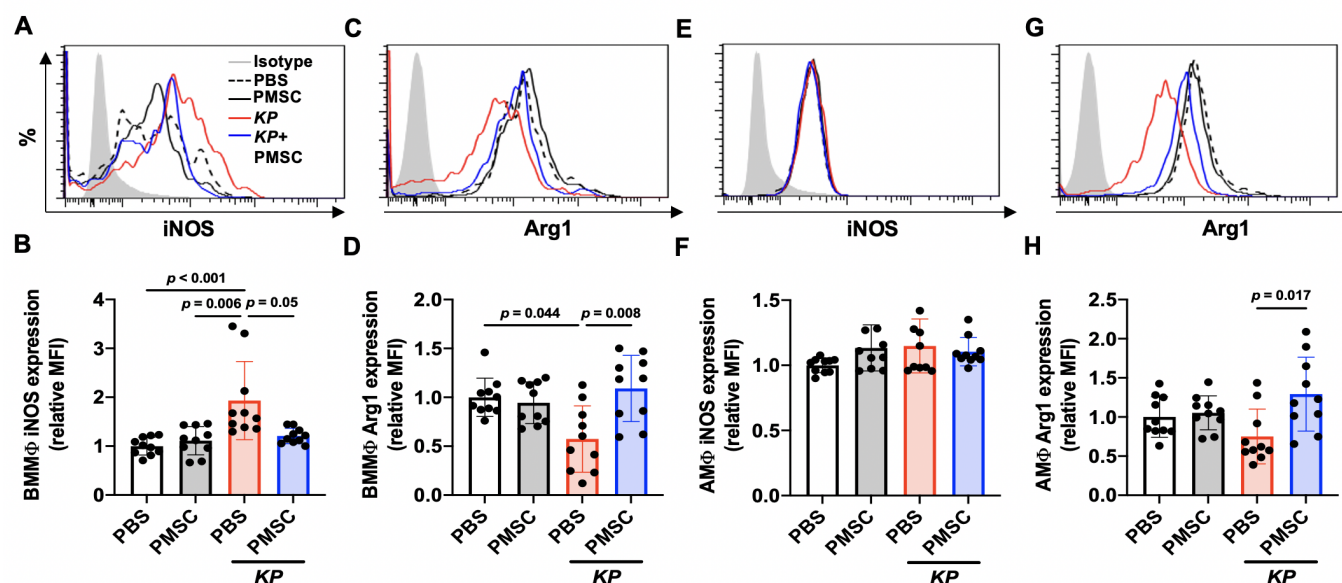 A
C
E
G
Isotype
PBS
PMSC
KP
KP+
PMSC
%
iNOS
Arg1
iNOS
Arg1
B
D
F
H
BMMΦ iNOS expression
(relative MFI)
4
3
2
1
0
p < 0.001
p = 0.006
p = 0.05
PBS
PMSC
PBS
PMSC
KP
BMMΦ Arg1 expression
(relative MFI)
2.0
1.5
1.0
0.5
0.0
p = 0.044
p = 0.008
PBS
PMSC
PBS
PMSC
KP
AMΦ iNOS expression
(relative MFI)
1.5
1.0
0.5
0.0
PBS
PMSC
PBS
PMSC
KP
AMΦ Arg1 expression
(relative MFI)
2.5
2.0
1.5
1.0
0.5
0.0
p = 0.017
PBS
PMSC
PBS
PMSC
KP